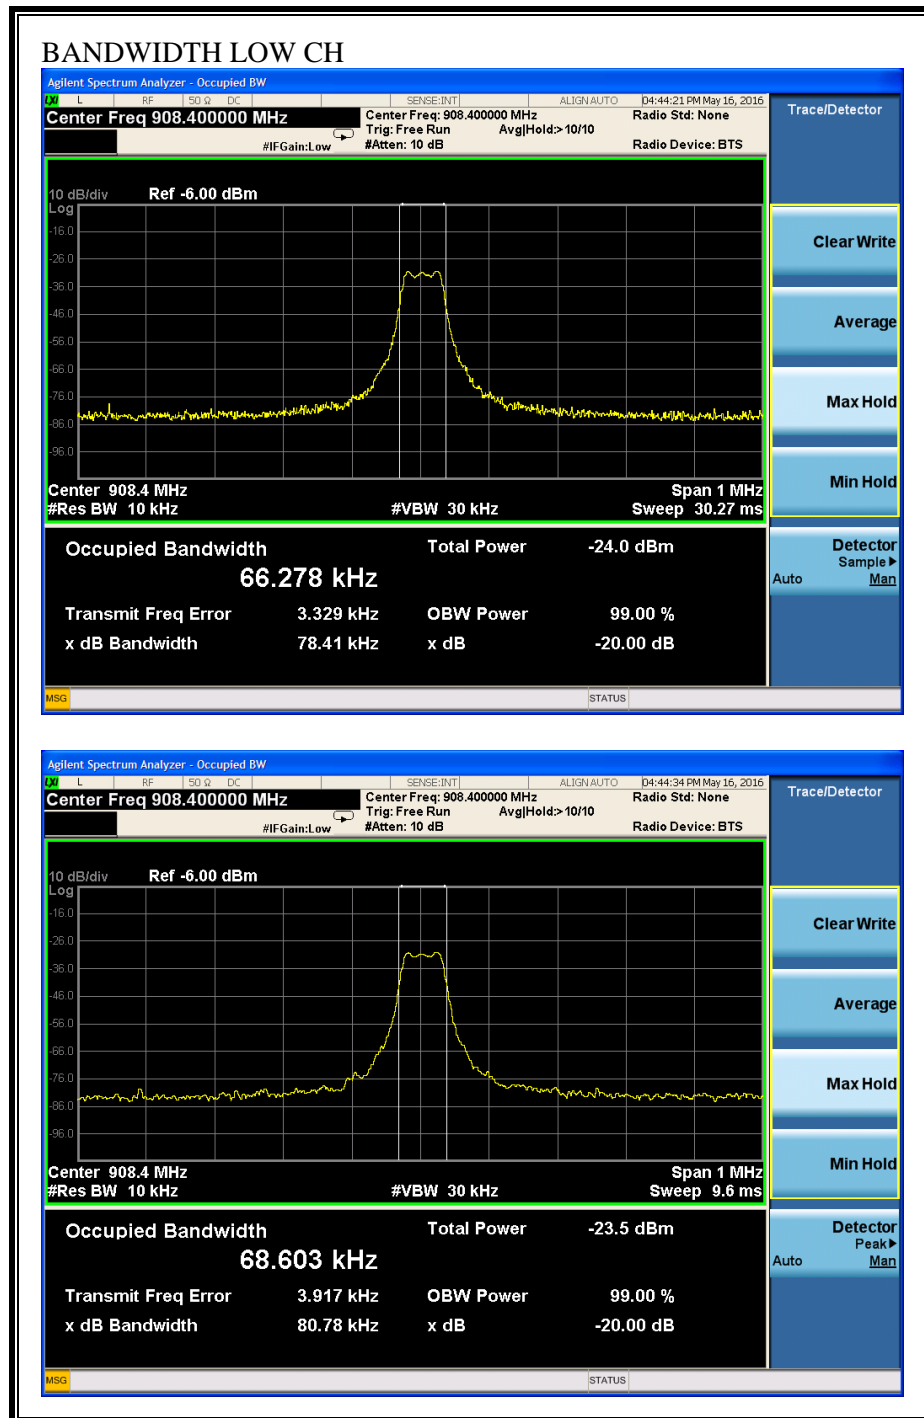 BANDWIDTH LOW CH
Agilent Spectrum Analyzer - Occupied BW
LXI L RF 50 Ω DC SENSE:INT ALIGN AUTO 04:44:21 PM May 16, 2016
Center Freq 908.400000 MHz Center Freq: 908.400000 MHz Radio Std: None Trace/Detector
Trig: Free Run Avg|Hold:>10/10
#IFGain:Low #Atten: 10 dB Radio Device: BTS
10 dB/div Ref -6.00 dBm
Log
-16.0
-26.0
-36.0
-46.0
-56.0
-66.0
-76.0
-86.0
-96.0
Clear Write
Average
Max Hold
Min Hold
Center 908.4 MHz Span 1 MHz
#Res BW 10 kHz #VBW 30 kHz Sweep 30.27 ms
Occupied Bandwidth Total Power -24.0 dBm
66.278 kHz
Transmit Freq Error 3.329 kHz OBW Power 99.00 %
x dB Bandwidth 78.41 kHz x dB -20.00 dB
Detector
Sample▶
Auto Man
MSG STATUS
Agilent Spectrum Analyzer - Occupied BW
LXI L RF 50 Ω DC SENSE:INT ALIGN AUTO 04:44:34 PM May 16, 2016
Center Freq 908.400000 MHz Center Freq: 908.400000 MHz Radio Std: None Trace/Detector
Trig: Free Run Avg|Hold:>10/10
#IFGain:Low #Atten: 10 dB Radio Device: BTS
10 dB/div Ref -6.00 dBm
Log
-16.0
-26.0
-36.0
-46.0
-56.0
-66.0
-76.0
-86.0
-96.0
Clear Write
Average
Max Hold
Min Hold
Center 908.4 MHz Span 1 MHz
#Res BW 10 kHz #VBW 30 kHz Sweep 9.6 ms
Occupied Bandwidth Total Power -23.5 dBm
68.603 kHz
Transmit Freq Error 3.917 kHz OBW Power 99.00 %
x dB Bandwidth 80.78 kHz x dB -20.00 dB
Detector
Peak▶
Auto Man
MSG STATUS